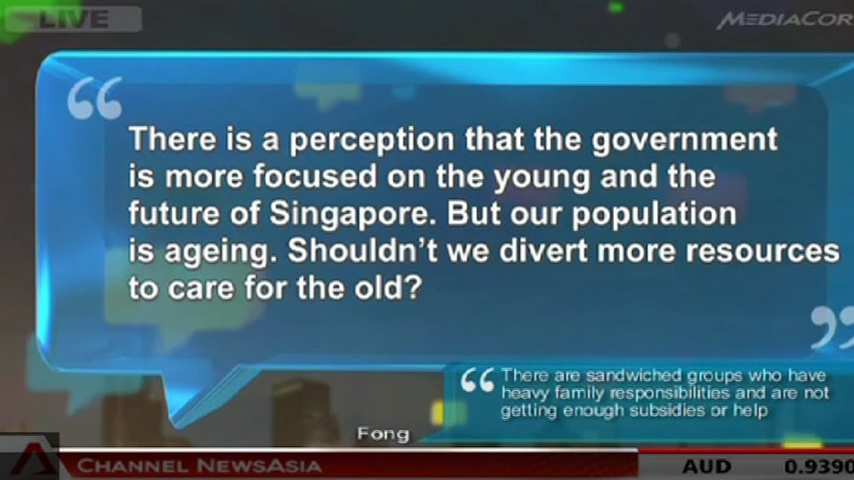 LIVE
MEDIACOR
“
There is a perception that the government
is more focused on the young and the
future of Singapore. But our population
is ageing. Shouldn't we divert more resources
to care for the old?
”
“ There are sandwiched groups who have
heavy family responsibilities and are not
getting enough subsidies or help
Fong
CHANNEL NEWSASIA
AUD 0.9390